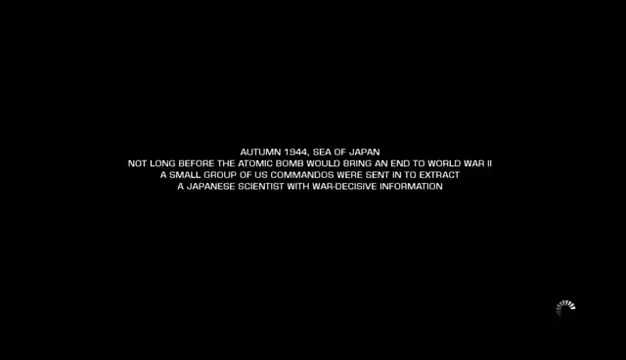 AUTUMN 1944, SEA OF JAPAN
NOT LONG BEFORE THE ATOMIC BOMB WOULD BRING AN END TO WORLD WAR II
A SMALL GROUP OF US COMMANDOS WERE SENT IN TO EXTRACT
A JAPANESE SCIENTIST WITH WAR-DECISIVE INFORMATION